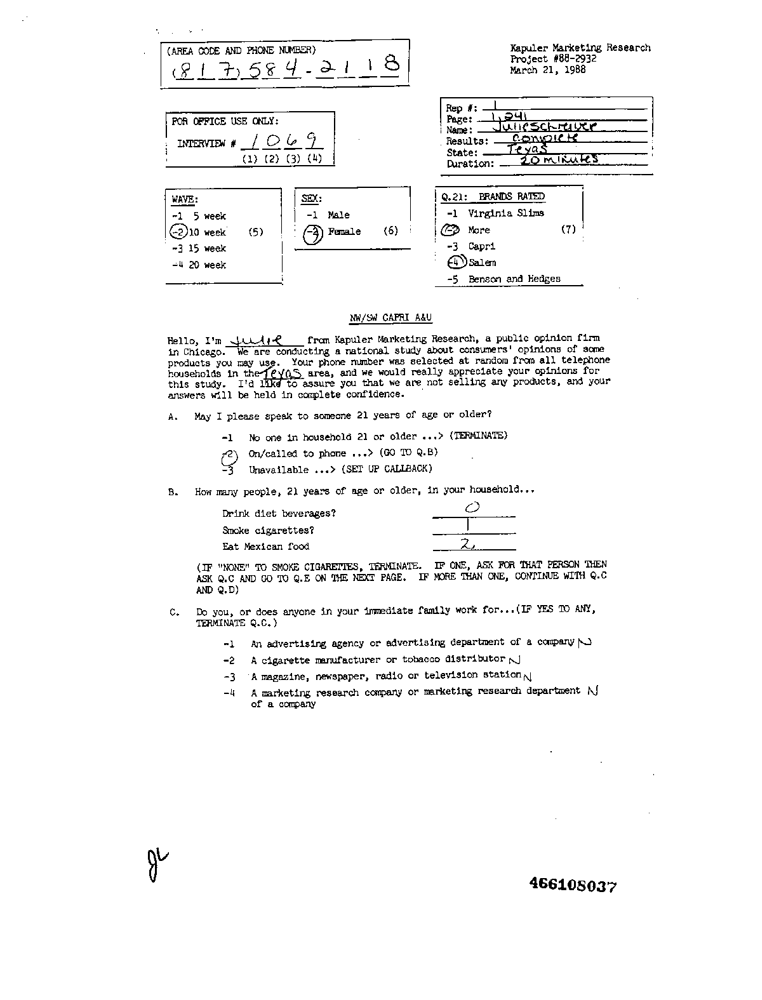 (AREA CODE AND PHONE NUMBER)
(817) 584-2118
Kapuler Marketing Research
Project #88-2932
March 21, 1988
FOR OFFICE USE ONLY:
INTERVIEW # 1069
(1) (2) (3) (4)
Rep #: 1
Page: 1,241
Name: Julie Schreiver
Results: Complete
State: Texas
Duration: 20 minutes
WAVE:
-1 5 week
-2 10 week (5)
-3 15 week
-4 20 week
SEX:
-1 Male
-2 Female (6)
Q.21: BRANDS RATED
-1 Virginia Slims
-2 More (7)
-3 Capri
-4 Salem
-5 Benson and Hedges
NW/SW CAPRI A&U
Hello, I'm Julie from Kapuler Marketing Research, a public opinion firm
in Chicago. We are conducting a national study about consumers' opinions of some
products you may use. Your phone number was selected at random from all telephone
households in the Texas area, and we would really appreciate your opinions for
this study. I'd like to assure you that we are not selling any products, and your
answers will be held in complete confidence.
A. May I please speak to someone 21 years of age or older?
-1 No one in household 21 or older ...> (TERMINATE)
-2 On/called to phone ...> (GO TO Q.B)
-3 Unavailable ...> (SET UP CALLBACK)
B. How many people, 21 years of age or older, in your household...
Drink diet beverages? 0
Smoke cigarettes? 1
Eat Mexican food 2
(IF "NONE" TO SMOKE CIGARETTES, TERMINATE. IF ONE, ASK FOR THAT PERSON THEN
ASK Q.C AND GO TO Q.E ON THE NEXT PAGE. IF MORE THAN ONE, CONTINUE WITH Q.C
AND Q.D)
C. Do you, or does anyone in your immediate family work for...(IF YES TO ANY,
TERMINATE Q.C.)
-1 An advertising agency or advertising department of a company N
-2 A cigarette manufacturer or tobacco distributor N
-3 A magazine, newspaper, radio or television station N
-4 A marketing research company or marketing research department N
of a company
466108037